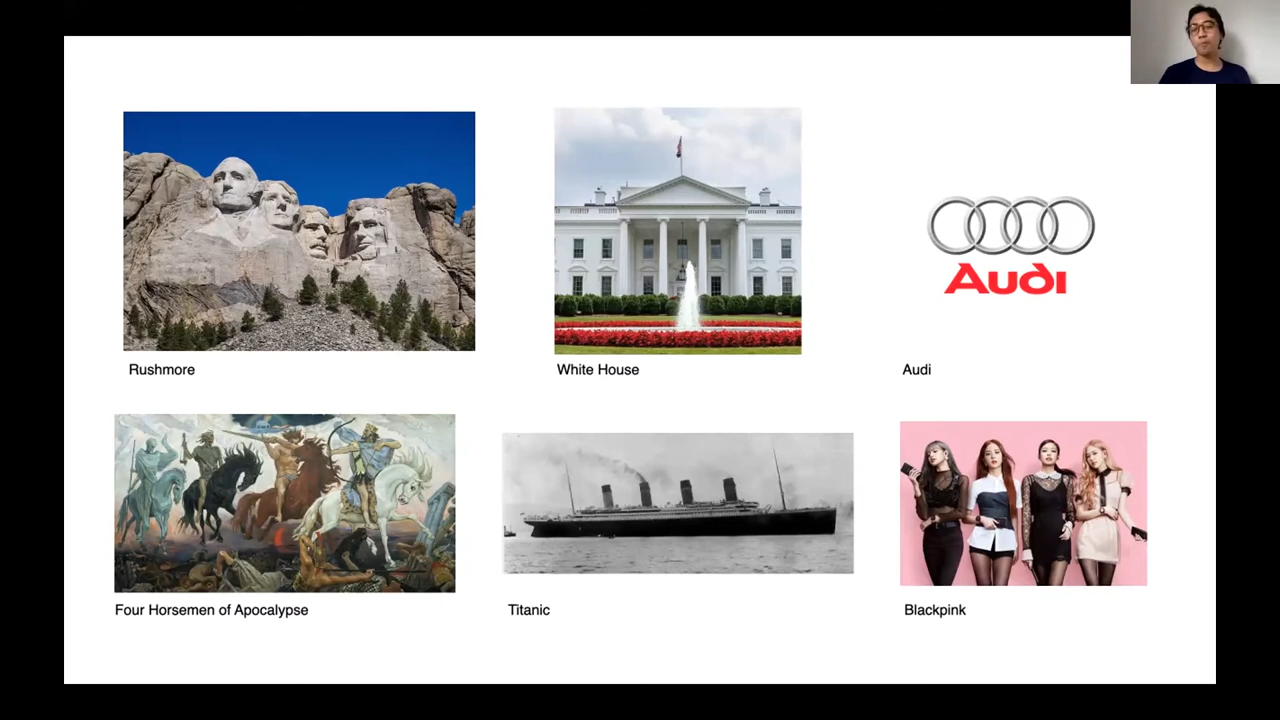 Audi
Rushmore
White House
Audi
Four Horsemen of Apocalypse
Titanic
Blackpink